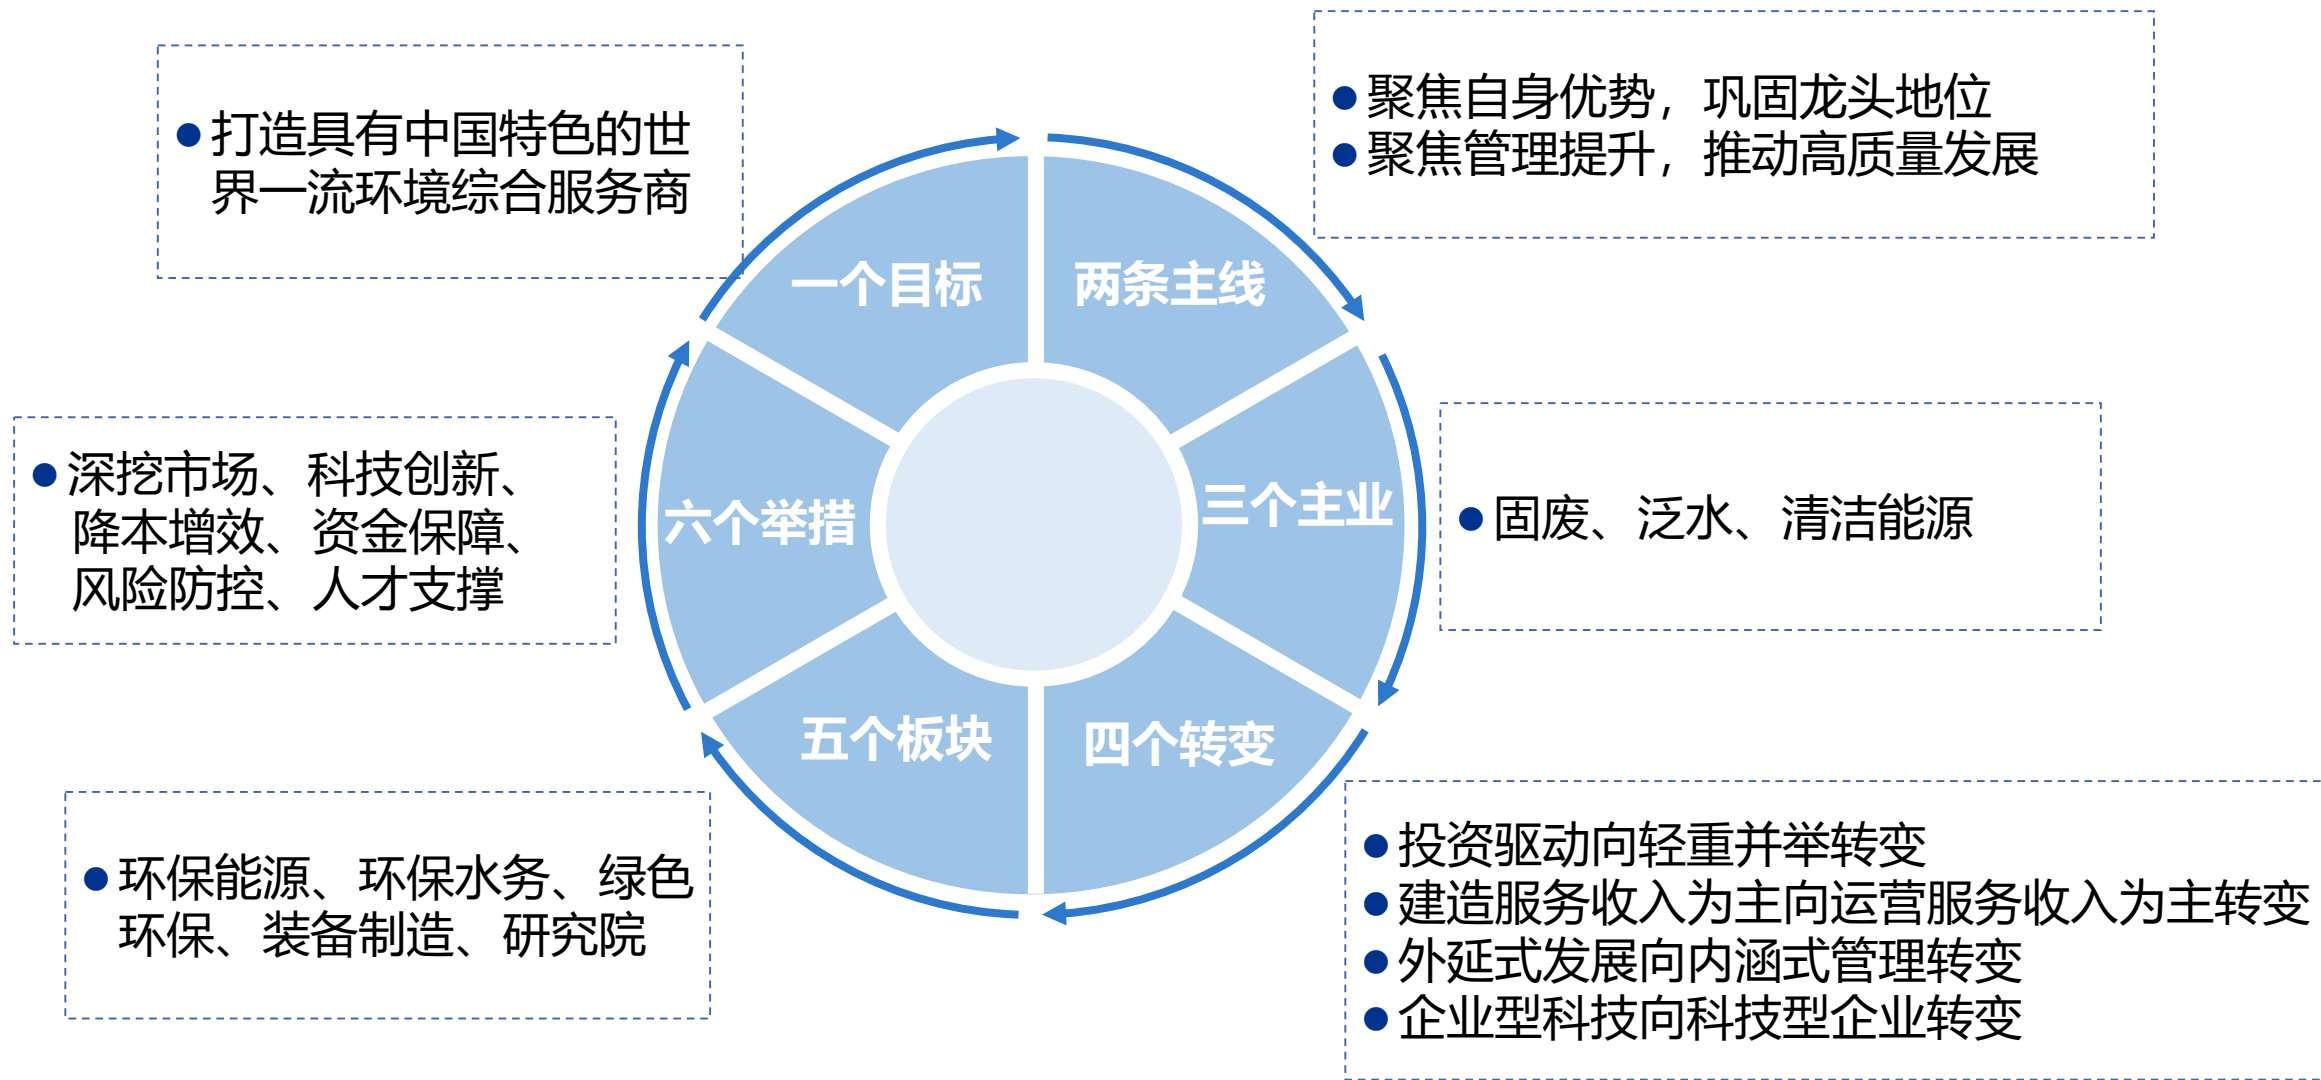 打造具有中国特色的世
界一流环境综合服务商
一个目标
聚焦自身优势，巩固龙头地位
聚焦管理提升，推动高质量发展
两条主线
三个主业
固废、泛水、清洁能源
四个转变
投资驱动向轻重并举转变
建造服务收入为主向运营服务收入为主转变
外延式发展向内涵式管理转变
企业型科技向科技型企业转变
五个板块
环保能源、环保水务、绿色
环保、装备制造、研究院
六个举措
深挖市场、科技创新、
降本增效、资金保障、
风险防控、人才支撑